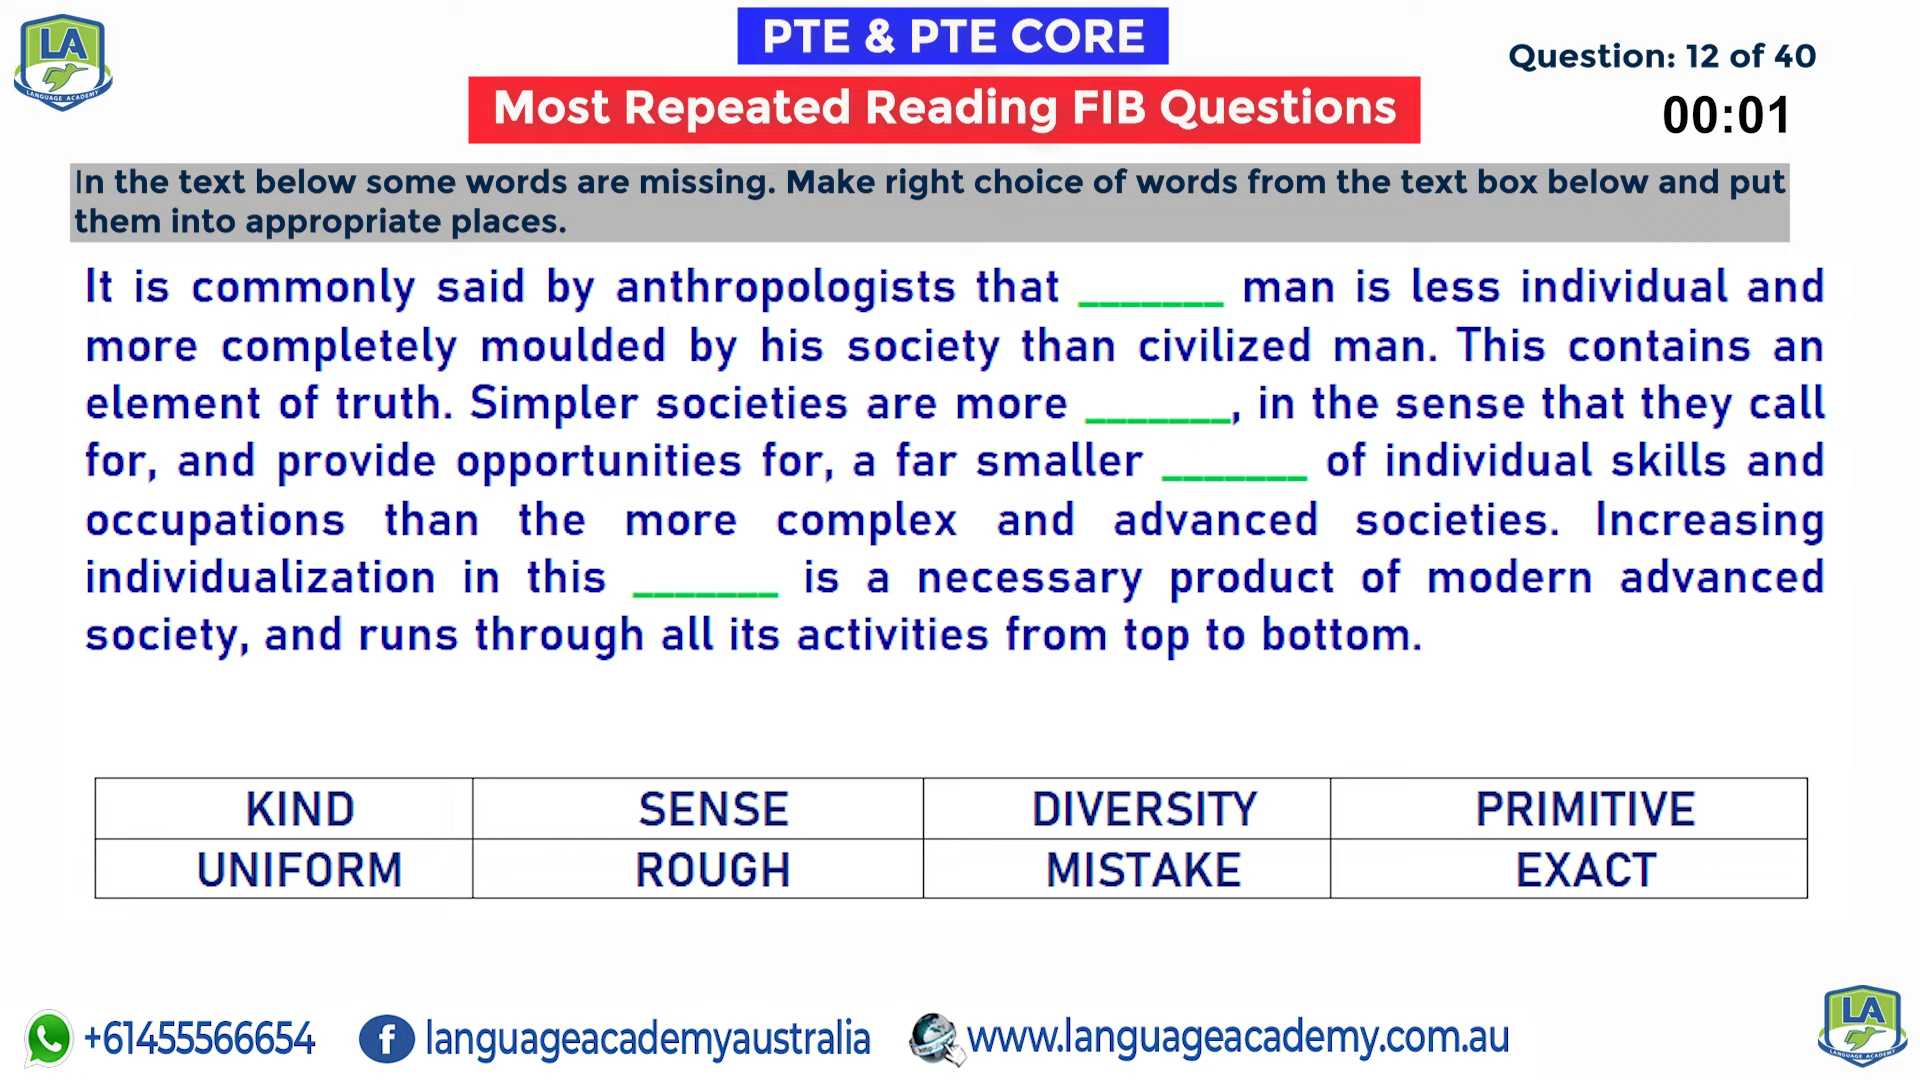 LA
LANGUAGE ACADEMY
PTE & PTE CORE
Most Repeated Reading FIB Questions
Question: 12 of 40
00:01
In the text below some words are missing. Make right choice of words from the text box below and put
them into appropriate places.
It is commonly said by anthropologists that _______ man is less individual and
more completely moulded by his society than civilized man. This contains an
element of truth. Simpler societies are more _______, in the sense that they call
for, and provide opportunities for, a far smaller _______ of individual skills and
occupations than the more complex and advanced societies. Increasing
individualization in this _______ is a necessary product of modern advanced
society, and runs through all its activities from top to bottom.
KIND SENSE DIVERSITY PRIMITIVE
UNIFORM ROUGH MISTAKE EXACT
+61455566654 languageacademyaustralia www.languageacademy.com.au
LA
LANGUAGE ACADEMY